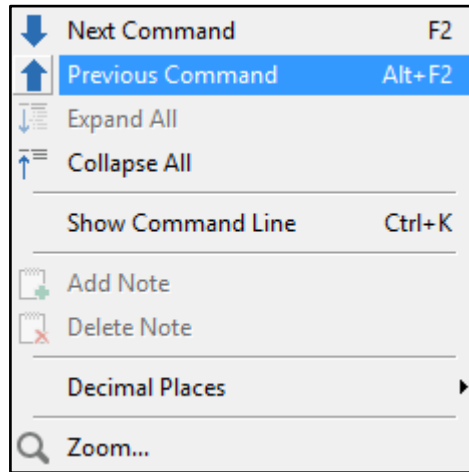 Next Command F2
Previous Command Alt+F2
Expand All
Collapse All
Show Command Line Ctrl+K
Add Note
Delete Note
Decimal Places
Zoom...